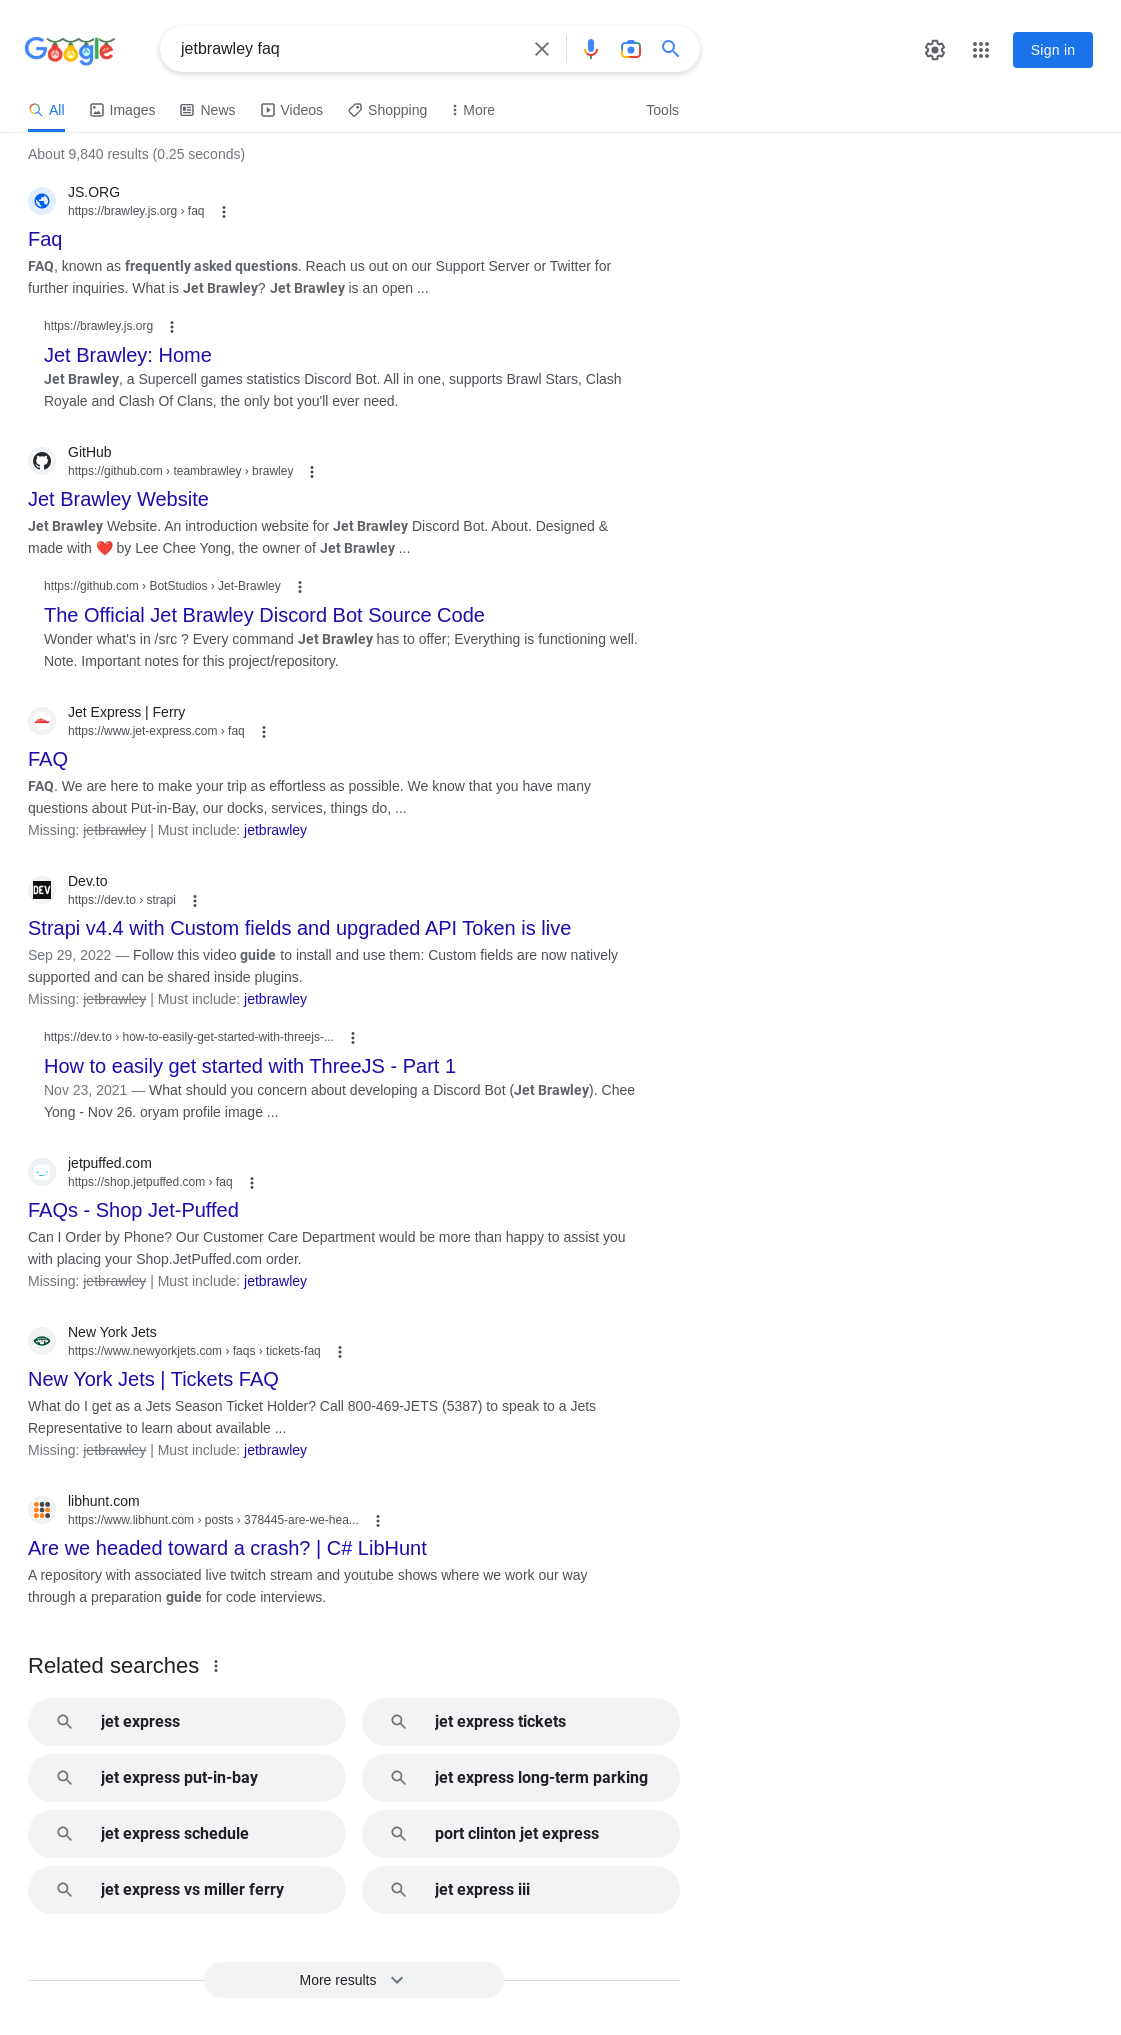 Google
jetbrawley faq
Sign in
All
Images
News
Videos
Shopping
More
Tools
About 9,840 results (0.25 seconds)
JS.ORG
https://brawley.js.org › faq
Faq
FAQ, known as frequently asked questions. Reach us out on our Support Server or Twitter for
further inquiries. What is Jet Brawley? Jet Brawley is an open ...
https://brawley.js.org
Jet Brawley: Home
Jet Brawley, a Supercell games statistics Discord Bot. All in one, supports Brawl Stars, Clash
Royale and Clash Of Clans, the only bot you'll ever need.
GitHub
https://github.com › teambrawley › brawley
Jet Brawley Website
Jet Brawley Website. An introduction website for Jet Brawley Discord Bot. About. Designed &
made with ❤️ by Lee Chee Yong, the owner of Jet Brawley ...
https://github.com › BotStudios › Jet-Brawley
The Official Jet Brawley Discord Bot Source Code
Wonder what's in /src ? Every command Jet Brawley has to offer; Everything is functioning well.
Note. Important notes for this project/repository.
Jet Express | Ferry
https://www.jet-express.com › faq
FAQ
FAQ. We are here to make your trip as effortless as possible. We know that you have many
questions about Put-in-Bay, our docks, services, things do, ...
Missing: jetbrawley | Must include: jetbrawley
DEV
Dev.to
https://dev.to › strapi
Strapi v4.4 with Custom fields and upgraded API Token is live
Sep 29, 2022 — Follow this video guide to install and use them: Custom fields are now natively
supported and can be shared inside plugins.
Missing: jetbrawley | Must include: jetbrawley
https://dev.to › how-to-easily-get-started-with-threejs-...
How to easily get started with ThreeJS - Part 1
Nov 23, 2021 — What should you concern about developing a Discord Bot (Jet Brawley). Chee
Yong - Nov 26. oryam profile image ...
jetpuffed.com
https://shop.jetpuffed.com › faq
FAQs - Shop Jet-Puffed
Can I Order by Phone? Our Customer Care Department would be more than happy to assist you
with placing your Shop.JetPuffed.com order.
Missing: jetbrawley | Must include: jetbrawley
New York Jets
https://www.newyorkjets.com › faqs › tickets-faq
New York Jets | Tickets FAQ
What do I get as a Jets Season Ticket Holder? Call 800-469-JETS (5387) to speak to a Jets
Representative to learn about available ...
Missing: jetbrawley | Must include: jetbrawley
libhunt.com
https://www.libhunt.com › posts › 378445-are-we-hea...
Are we headed toward a crash? | C# LibHunt
A repository with associated live twitch stream and youtube shows where we work our way
through a preparation guide for code interviews.
Related searches
jet express
jet express tickets
jet express put-in-bay
jet express long-term parking
jet express schedule
port clinton jet express
jet express vs miller ferry
jet express iii
More results